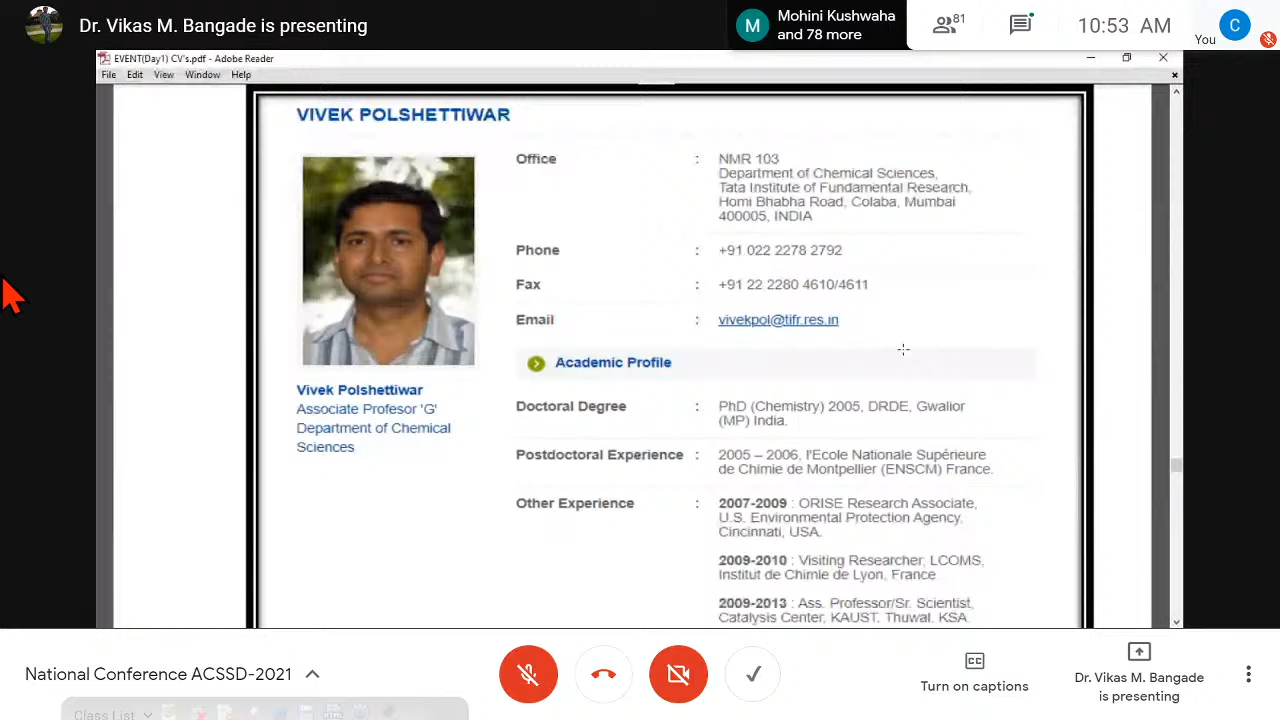 Dr. Vikas M. Bangade is presenting
M
Mohini Kushwaha
and 78 more
81
10:53 AM
You
C
EVENT(Day1) CV's.pdf - Adobe Reader
File Edit View Window Help
VIVEK POLSHETTIWAR
Office : NMR 103
Department of Chemical Sciences,
Tata Institute of Fundamental Research,
Homi Bhabha Road, Colaba, Mumbai
400005, INDIA
Phone : +91 022 2278 2792
Fax : +91 22 2280 4610/4611
Email : vivekpol@tifr.res.in
Academic Profile
Vivek Polshettiwar
Associate Profesor 'G'
Department of Chemical
Sciences
Doctoral Degree : PhD (Chemistry) 2005, DRDE, Gwalior
(MP) India.
Postdoctoral Experience : 2005 – 2006, l'Ecole Nationale Supérieure
de Chimie de Montpellier (ENSCM) France.
Other Experience : 2007-2009 : ORISE Research Associate,
U.S. Environmental Protection Agency,
Cincinnati, USA.
2009-2010 : Visiting Researcher, LCOMS,
Institut de Chimie de Lyon, France
2009-2013 : Ass. Professor/Sr. Scientist,
Catalysis Center, KAUST, Thuwal, KSA.
National Conference ACSSD-2021
CC
Turn on captions
Dr. Vikas M. Bangade
is presenting
Class List